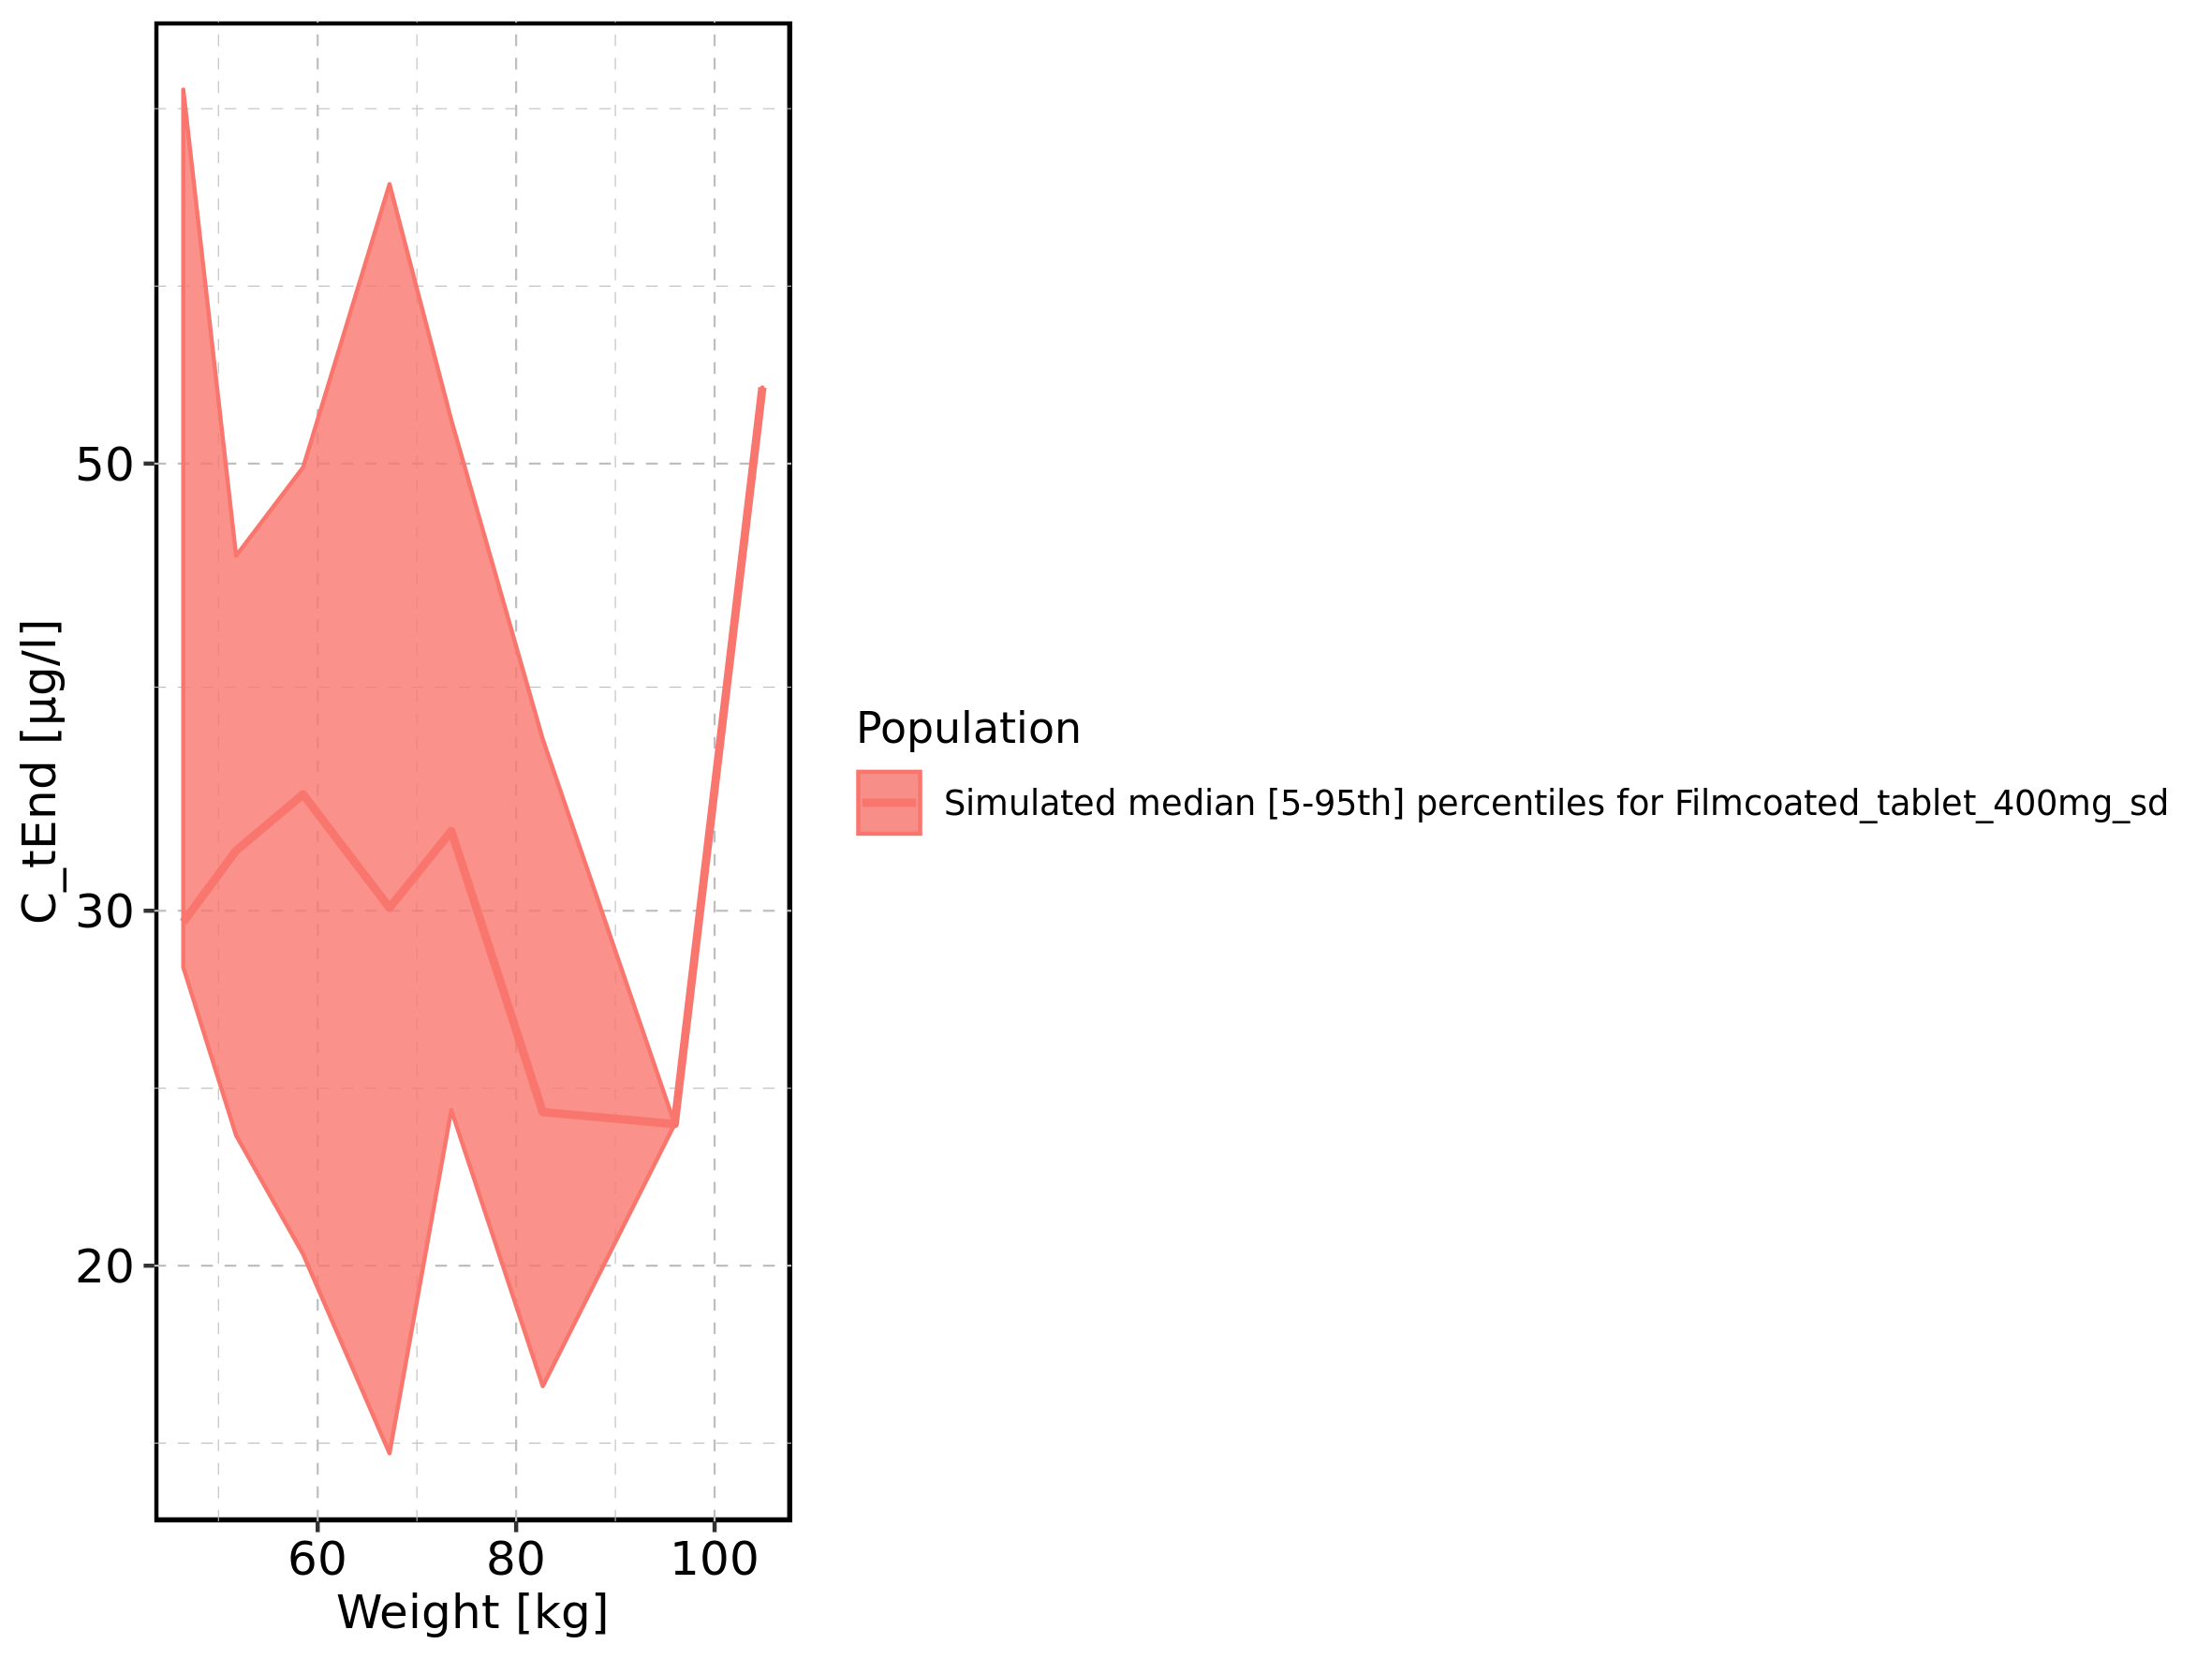 C_tEnd [µg/l]
50
30
20
60 80 100
Weight [kg]
Population
Simulated median [5-95th] percentiles for Filmcoated_tablet_400mg_sd